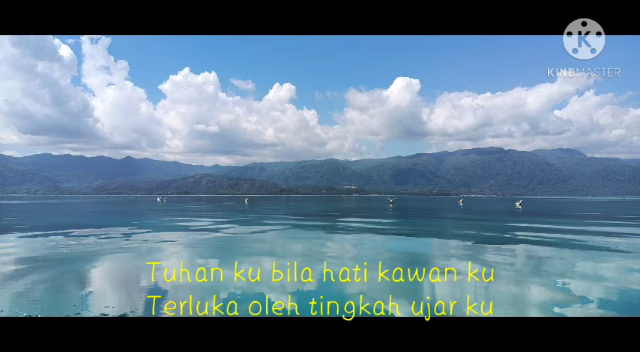 KINEMASTER
Tuhan ku bila hati kawan ku
Terluka oleh tingkah ujar ku